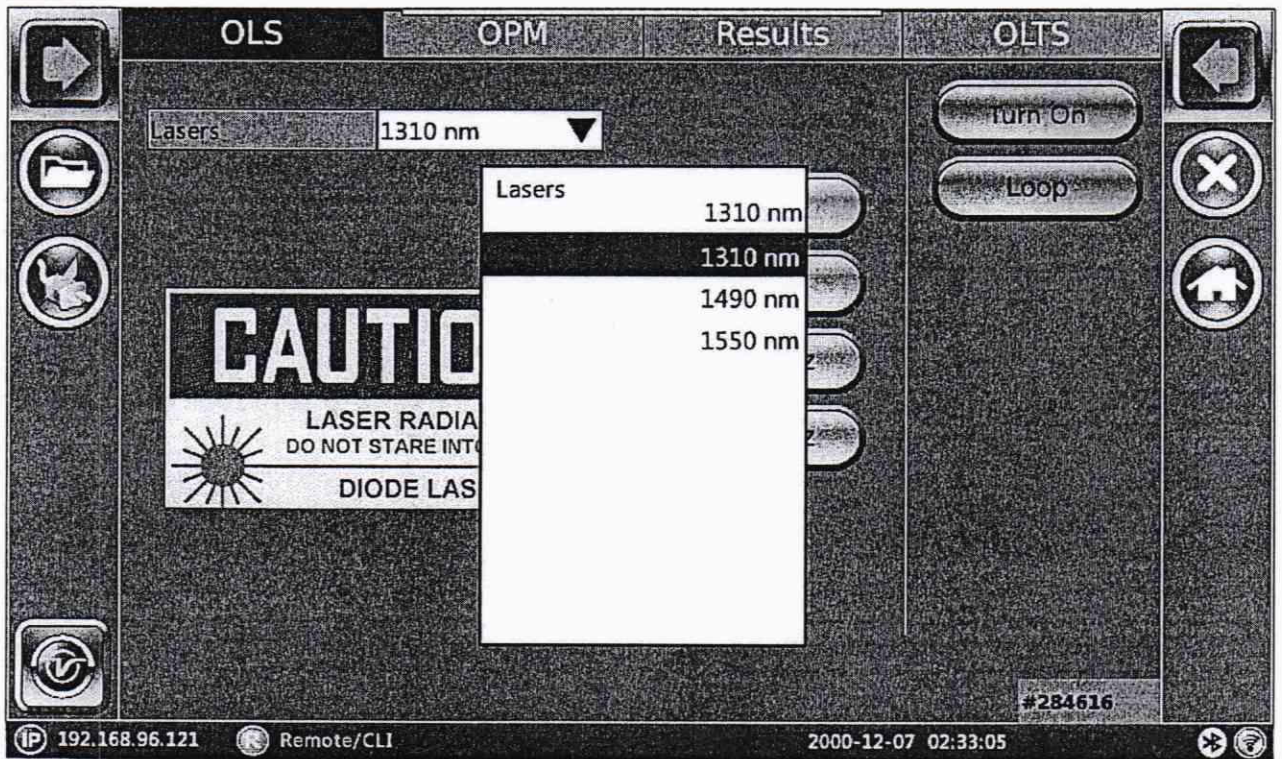 OLS OPM Results OLTS
Lasers 1310 nm
Turn On
Loop
Lasers
1310 nm
1310 nm
1490 nm
1550 nm
z
z
CAUTIO
LASER RADIA
DO NOT STARE INTO
DIODE LAS
#284616
IP 192.168.96.121 R Remote/CLI 2000-12-07 02:33:05